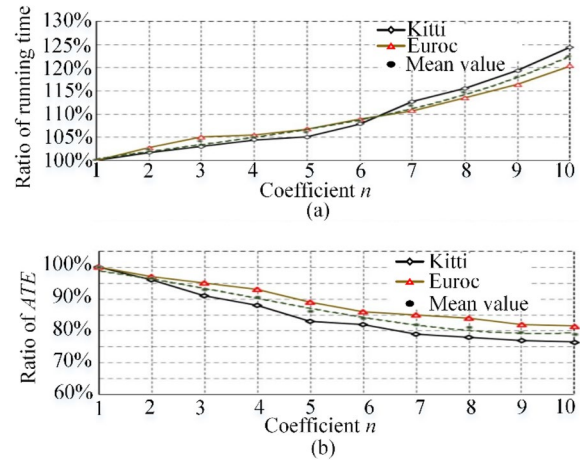 130%
125%
120%
115%
110%
105%
100%
Ratio of running time
Kitti
Euroc
Mean value
1 2 3 4 5 6 7 8 9 10
Coefficient n
(a)
100%
90%
80%
70%
60%
Ratio of ATE
Kitti
Euroc
Mean value
1 2 3 4 5 6 7 8 9 10
Coefficient n
(b)